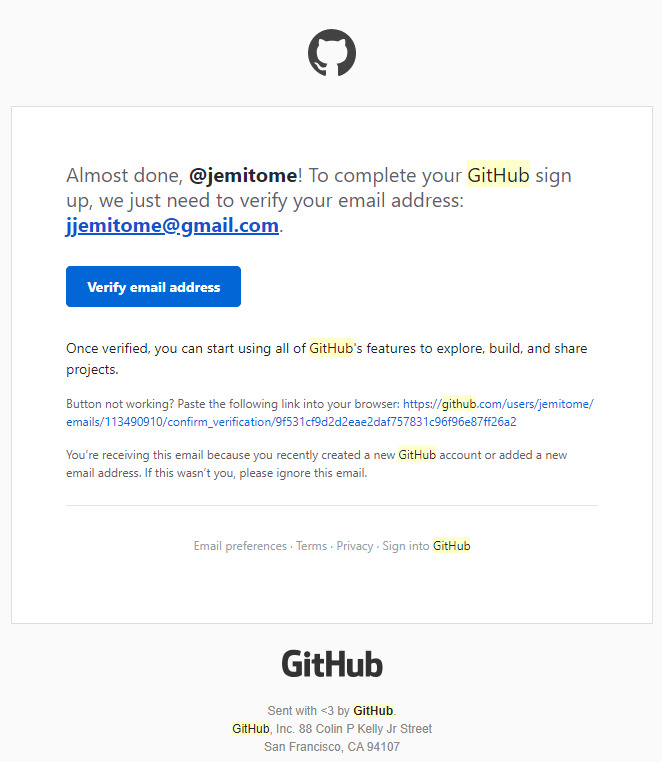 Almost done, @jemitome! To complete your GitHub sign
up, we just need to verify your email address:
jjemitome@gmail.com.
Verify email address
Once verified, you can start using all of GitHub's features to explore, build, and share
projects.
Button not working? Paste the following link into your browser: https://github.com/users/jemitome/
emails/113490910/confirm_verification/9f531cf9d2d2eae2daf757831c96f96e87ff26a2
You're receiving this email because you recently created a new GitHub account or added a new
email address. If this wasn't you, please ignore this email.
Email preferences · Terms · Privacy · Sign into GitHub
GitHub
Sent with <3 by GitHub.
GitHub, Inc. 88 Colin P Kelly Jr Street
San Francisco, CA 94107